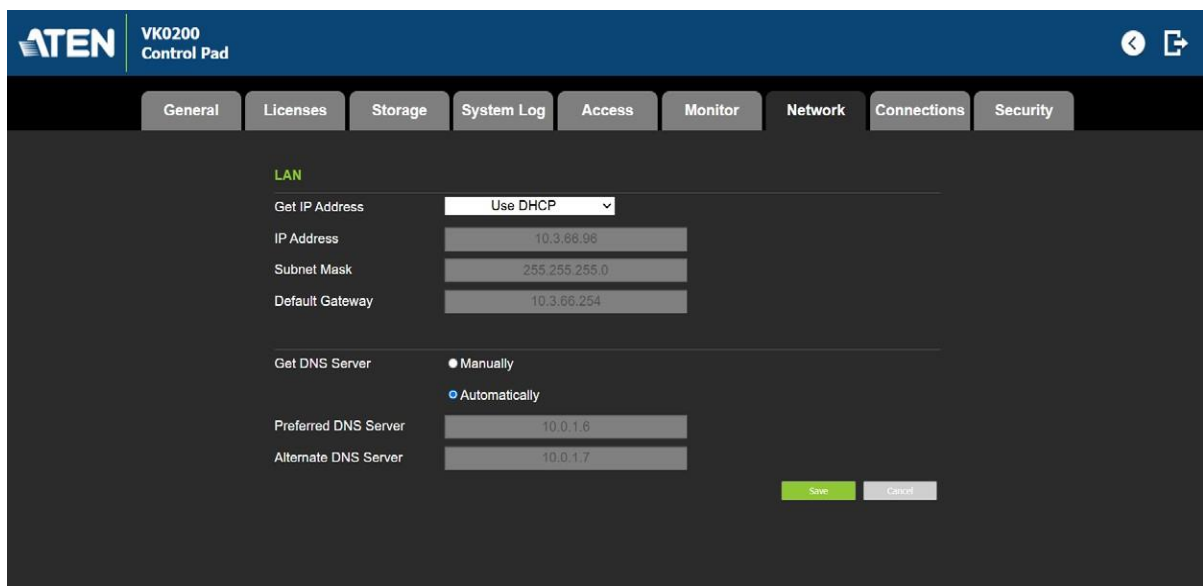 ATEN
VK0200
Control Pad
General Licenses Storage System Log Access Monitor Network Connections Security
LAN
Get IP Address Use DHCP
IP Address 10.3.66.96
Subnet Mask 255.255.255.0
Default Gateway 10.3.66.254
Get DNS Server Manually
Automatically
Preferred DNS Server 10.0.1.6
Alternate DNS Server 10.0.1.7
Save Cancel